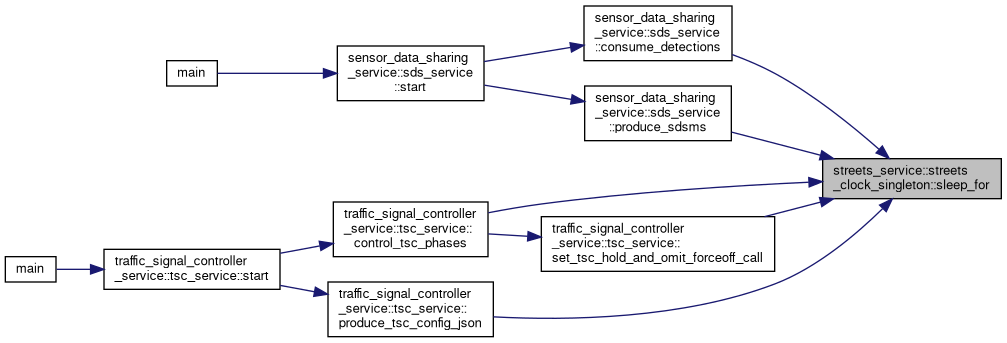 sensor_data_sharing
_service::sds_service
::consume_detections
main
sensor_data_sharing
_service::sds_service
::start
sensor_data_sharing
_service::sds_service
::produce_sdsms
streets_service::streets
_clock_singleton::sleep_for
traffic_signal_controller
_service::tsc_service::
control_tsc_phases
traffic_signal_controller
_service::tsc_service::
set_tsc_hold_and_omit_forceoff_call
main
traffic_signal_controller
_service::tsc_service::start
traffic_signal_controller
_service::tsc_service::
produce_tsc_config_json